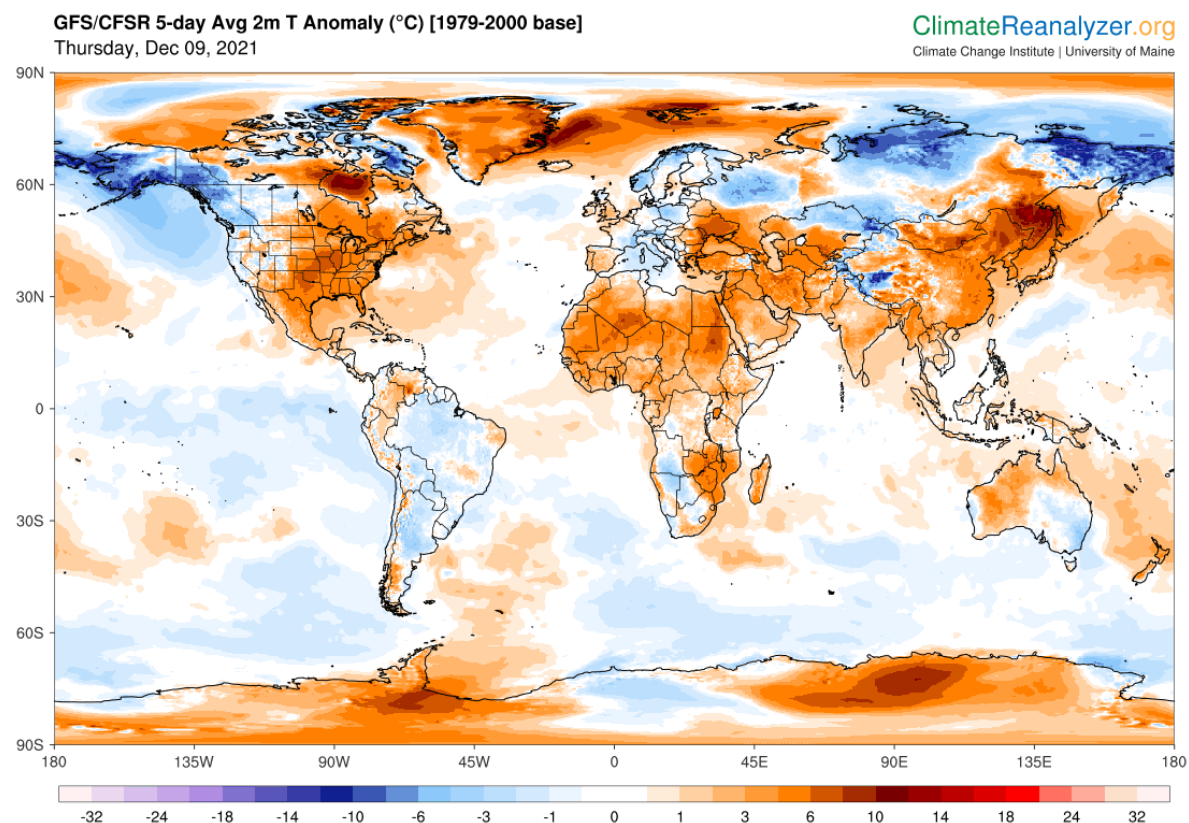 GFS/CFSR 5-day Avg 2m T Anomaly (°C) [1979-2000 base]
Thursday, Dec 09, 2021
ClimateReanalyzer.org
Climate Change Institute | University of Maine
90N
60N
30N
0
30S
60S
90S
180 135W 90W 45W 0 45E 90E 135E 180
-32 -24 -18 -14 -10 -6 -3 -1 0 1 3 6 10 14 18 24 32